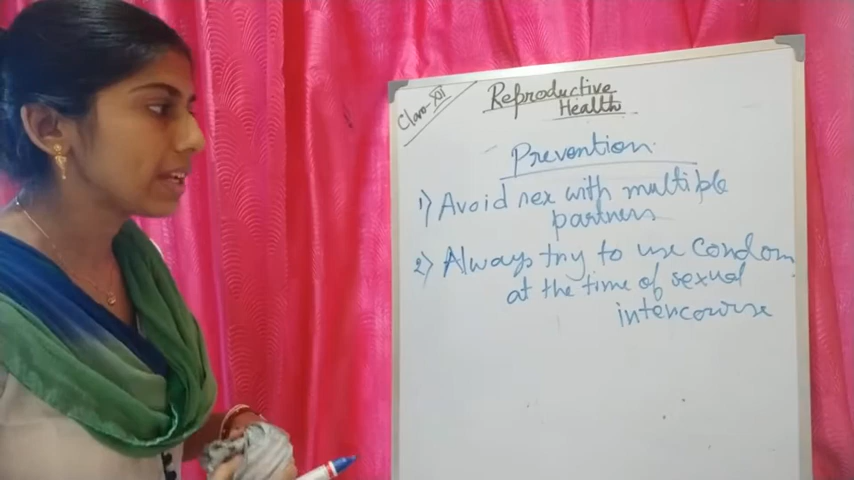 Class-XII
Reproductive
Health
Prevention
1) Avoid sex with multiple
partners
2) Always try to use Condom
at the time of sexual
intercourse